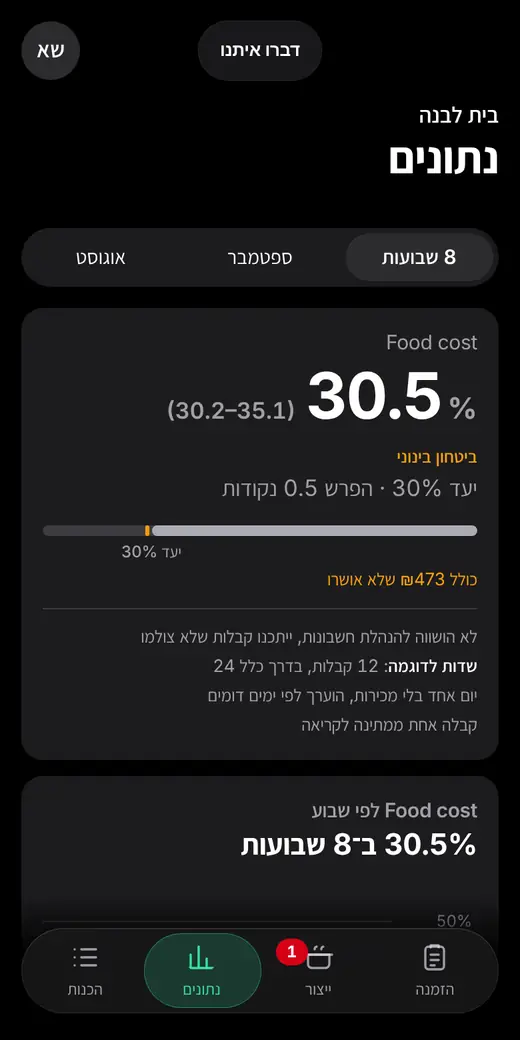 דברו איתנו
שא
בית לבנה
נתונים
8 שבועות
ספטמבר
אוגוסט
Food cost
30.5% (30.2–35.1)
ביטחון בינוני
יעד 30% · הפרש 0.5 נקודות
יעד 30%
כולל ₪473 שלא אושרו
לא הושווה להנהלת חשבונות, ייתכנו קבלות שלא צולמו
שדות לדוגמה: 12 קבלות, בדרך כלל 24
יום אחד בלי מכירות, הוערך לפי ימים דומים
קבלה אחת ממתינה לקריאה
Food cost לפי שבוע
30.5% ב־8 שבועות
50%
הזמנה
1
ייצור
נתונים
הכנות